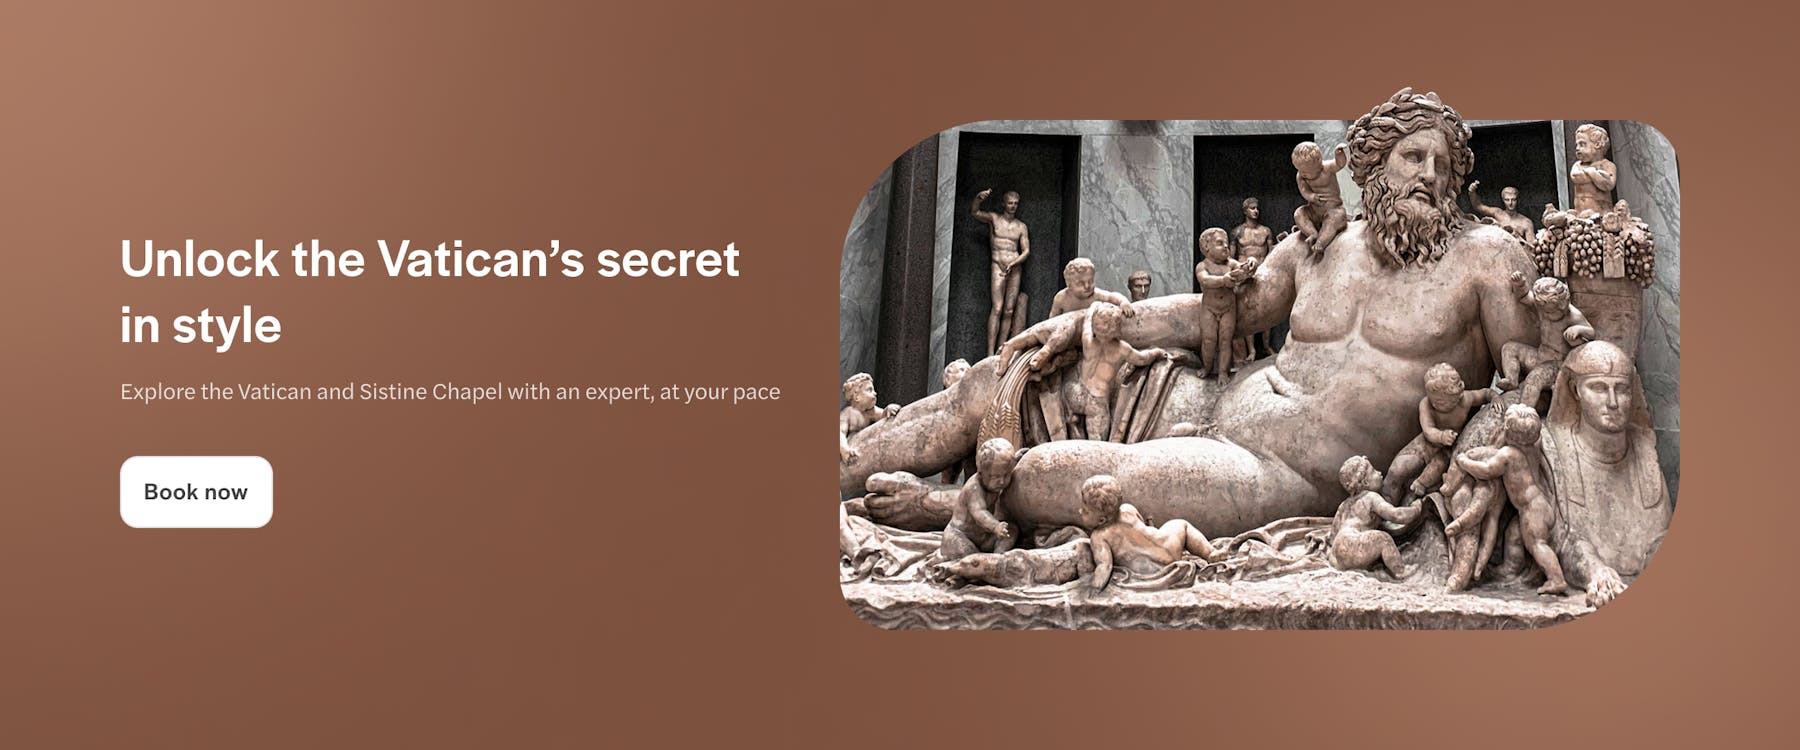 Unlock the Vatican’s secret
in style
Explore the Vatican and Sistine Chapel with an expert, at your pace
Book now